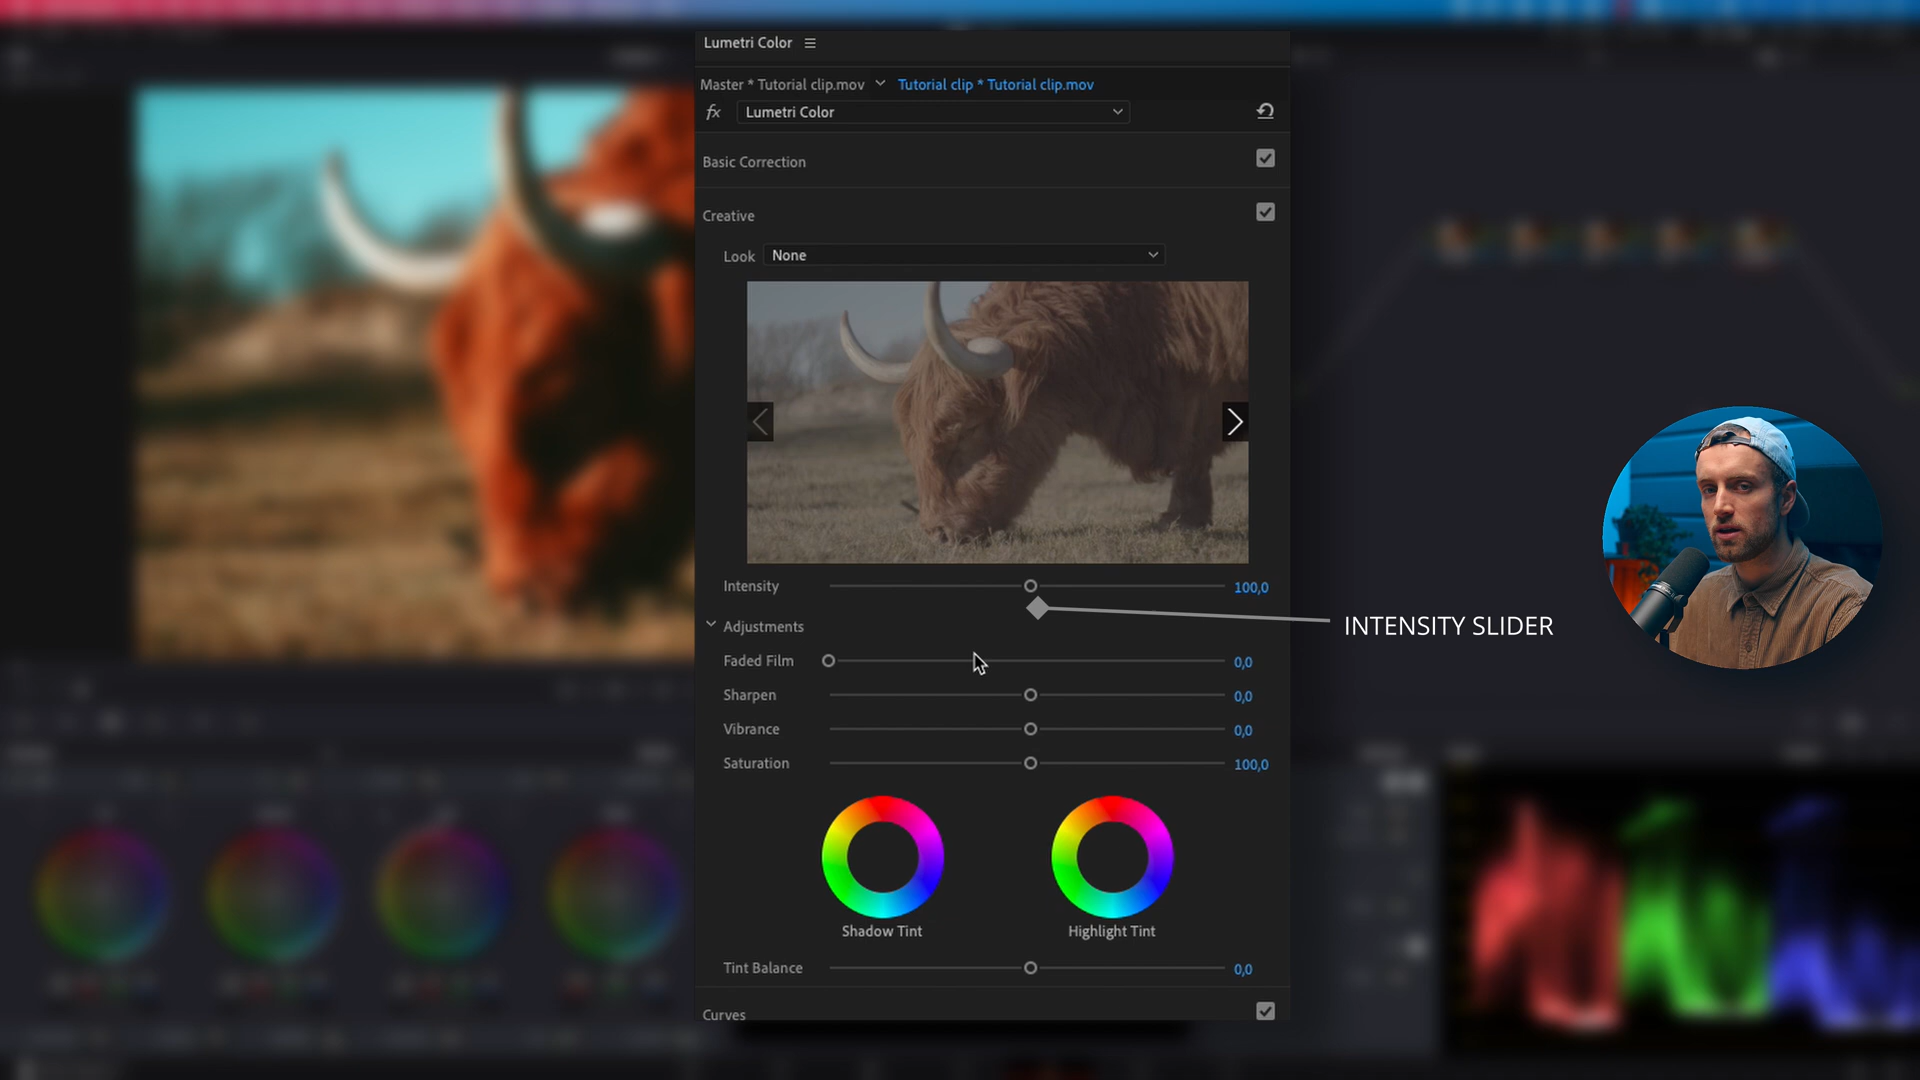 Lumetri Color
Master * Tutorial clip.mov Tutorial clip * Tutorial clip.mov
fx Lumetri Color
Basic Correction
Creative
Look None
Intensity 100,0
INTENSITY SLIDER
Adjustments
Faded Film 0,0
Sharpen 0,0
Vibrance 0,0
Saturation 100,0
Shadow Tint Highlight Tint
Tint Balance 0,0
Curves